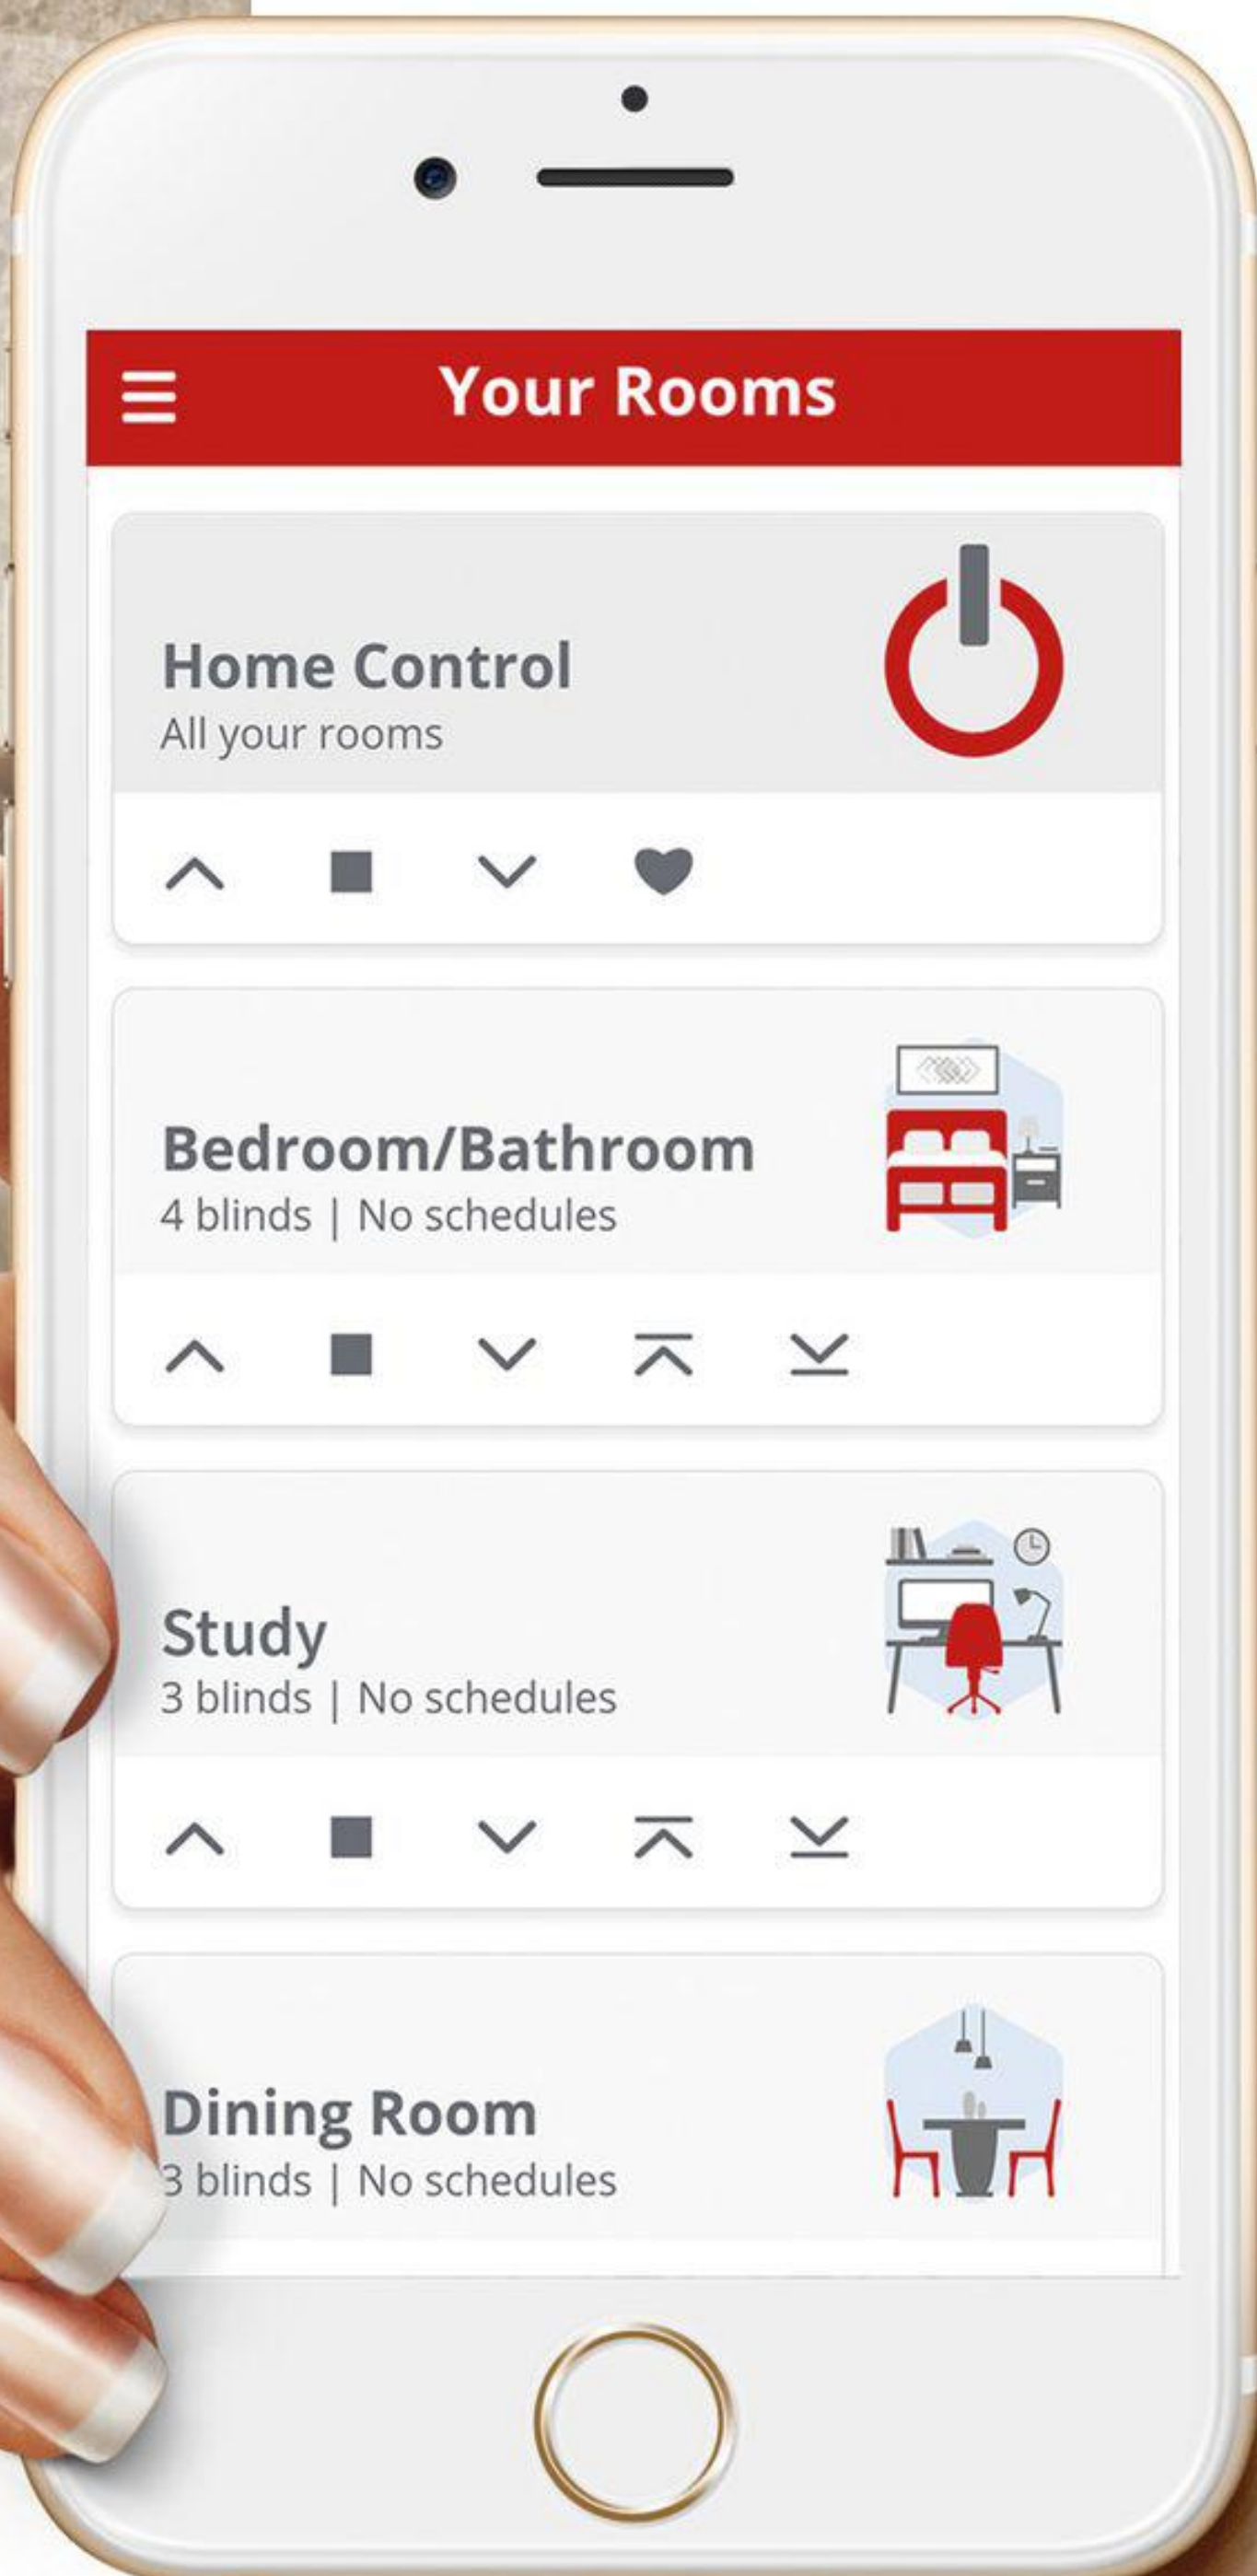 Your Rooms
Home Control
All your rooms
Bedroom/Bathroom
4 blinds | No schedules
Study
3 blinds | No schedules
Dining Room
3 blinds | No schedules